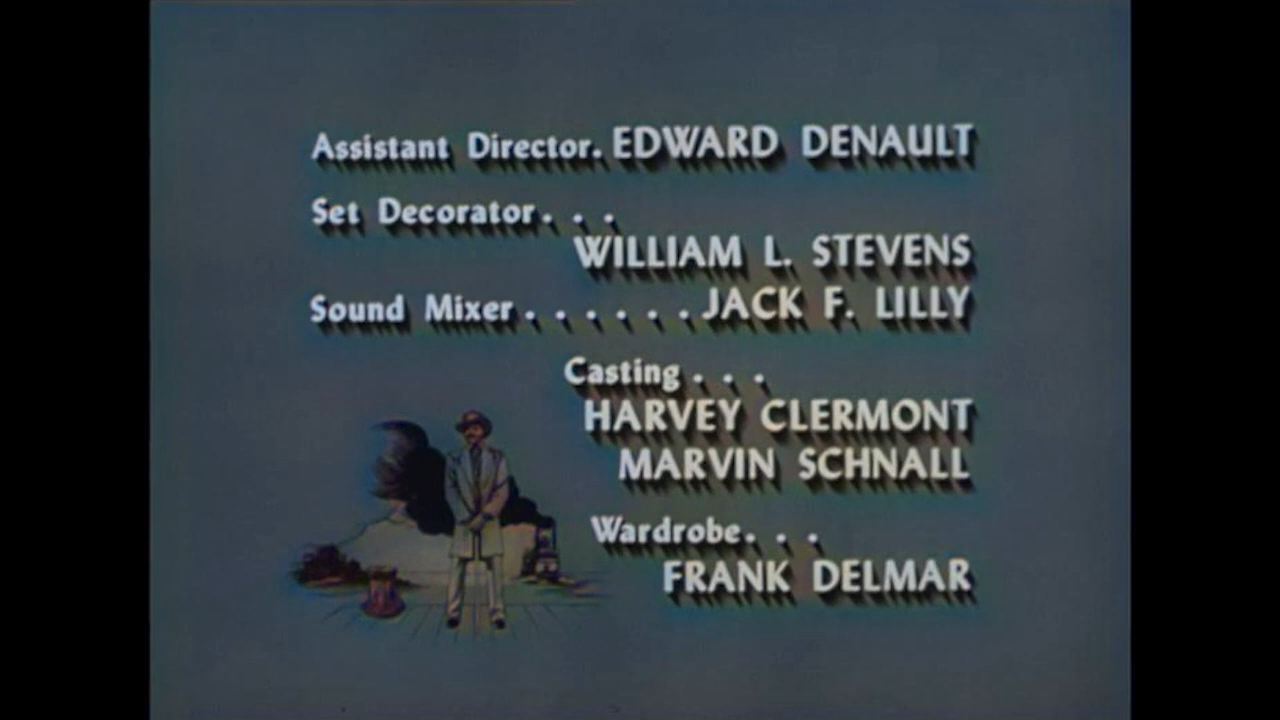 Assistant Director. EDWARD DENAULT
Set Decorator. . .
WILLIAM L. STEVENS
Sound Mixer . . . . . . JACK F. LILLY
Casting . . .
HARVEY CLERMONT
MARVIN SCHNALL
Wardrobe. . .
FRANK DELMAR